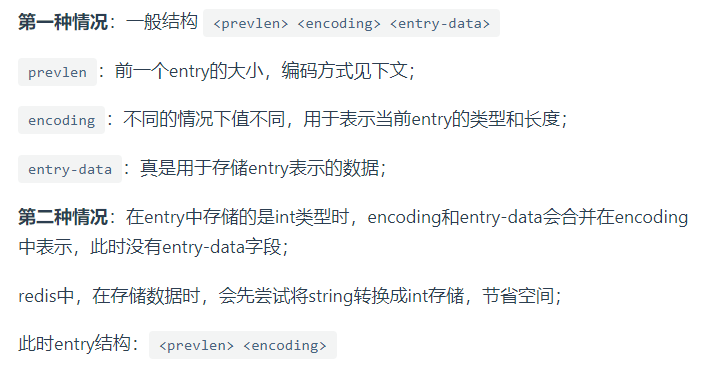 第一种情况：一般结构 <prevlen> <encoding> <entry-data>
prevlen：前一个entry的大小，编码方式见下文；
encoding：不同的情况下值不同，用于表示当前entry的类型和长度；
entry-data：真是用于存储entry表示的数据；
第二种情况：在entry中存储的是int类型时，encoding和entry-data会合并在encoding
中表示，此时没有entry-data字段；
redis中，在存储数据时，会先尝试将string转换成int存储，节省空间；
此时entry结构：<prevlen> <encoding>